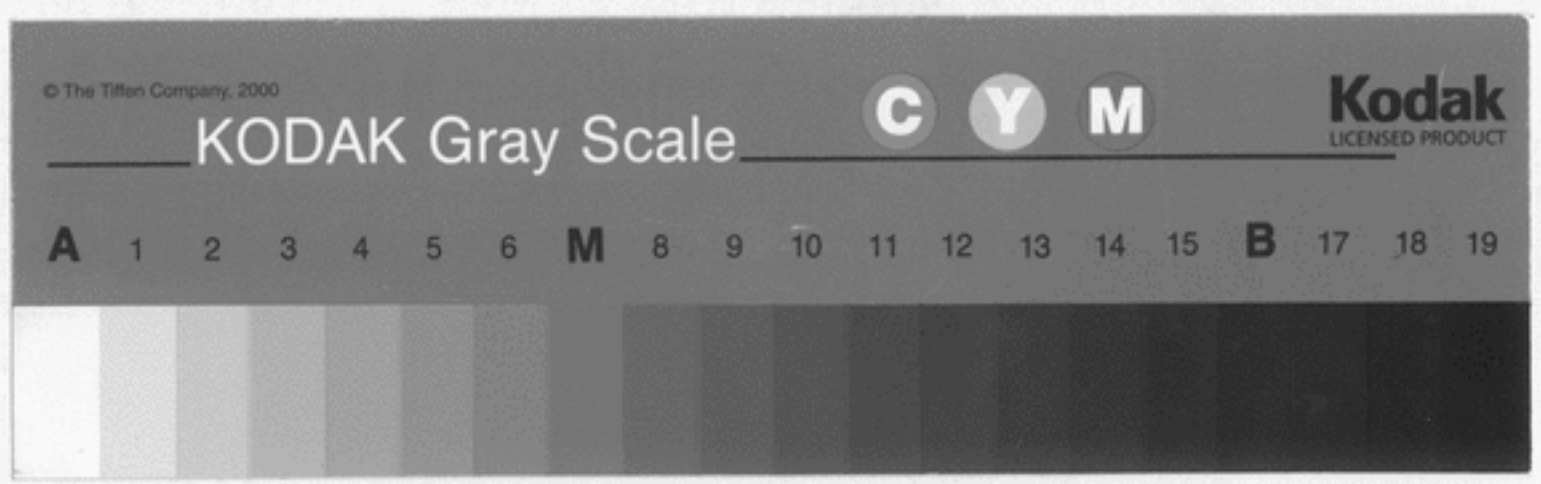 © The Tiffen Company, 2000
KODAK Gray Scale
C Y M
Kodak
LICENSED PRODUCT
A 1 2 3 4 5 6 M 8 9 10 11 12 13 14 15 B 17 18 19